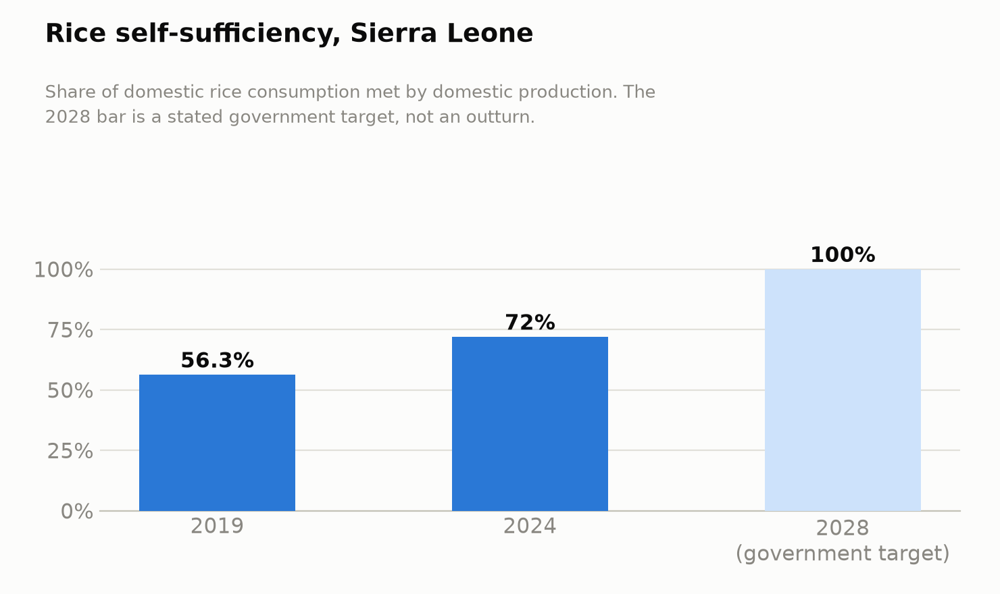 Rice self-sufficiency, Sierra Leone
Share of domestic rice consumption met by domestic production. The
2028 bar is a stated government target, not an outturn.
100%
75%
50%
25%
0%
56.3%
72%
100%
2019
2024
2028
(government target)